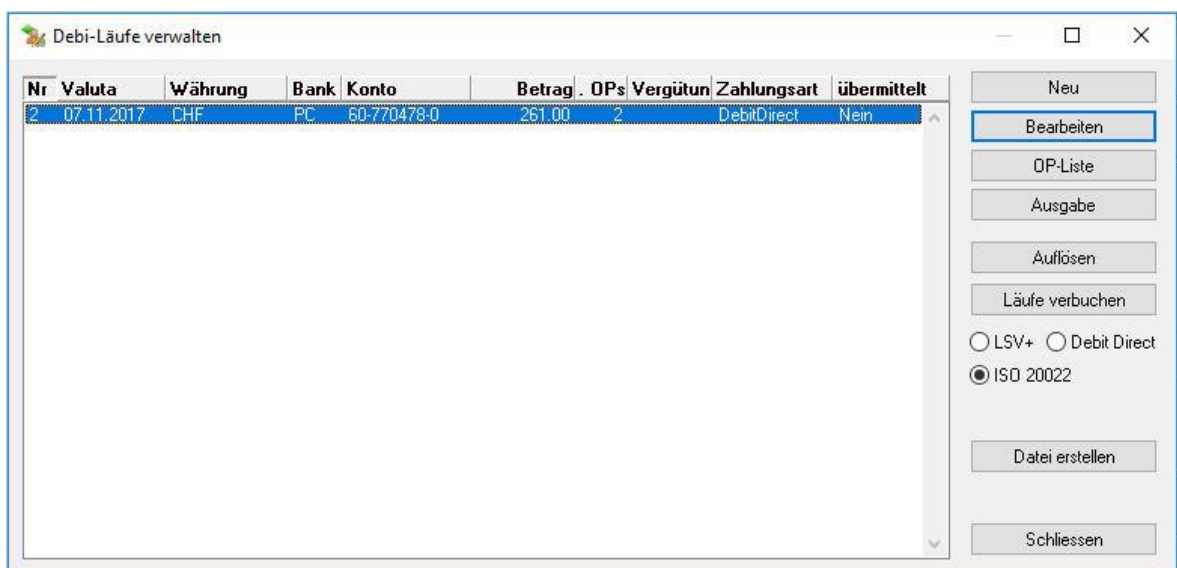 Debi-Läufe verwalten
Nr Valuta Währung Bank Konto Betrag . OPs Vergütun Zahlungsart übermittelt
2 07.11.2017 CHF PC 60-770478-0 261.00 2 DebitDirect Nein
Neu
Bearbeiten
OP-Liste
Ausgabe
Auflösen
Läufe verbuchen
LSV+ Debit Direct
ISO 20022
Datei erstellen
Schliessen